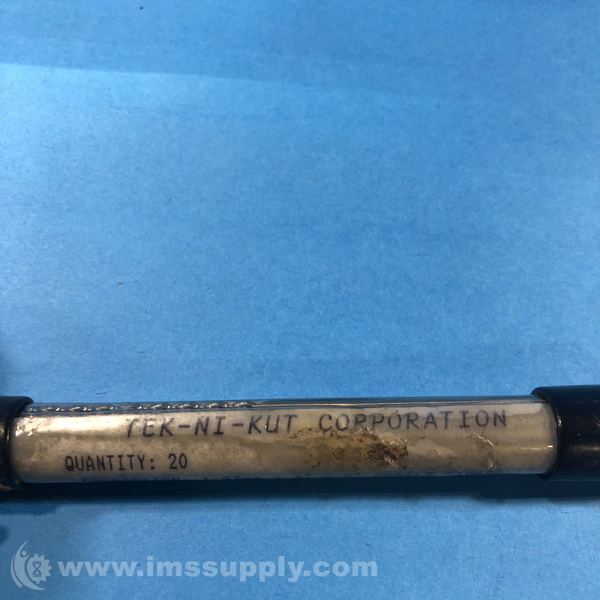 TEK-NI-KUT CORPORATION
QUANTITY: 20
www.imssupply.com